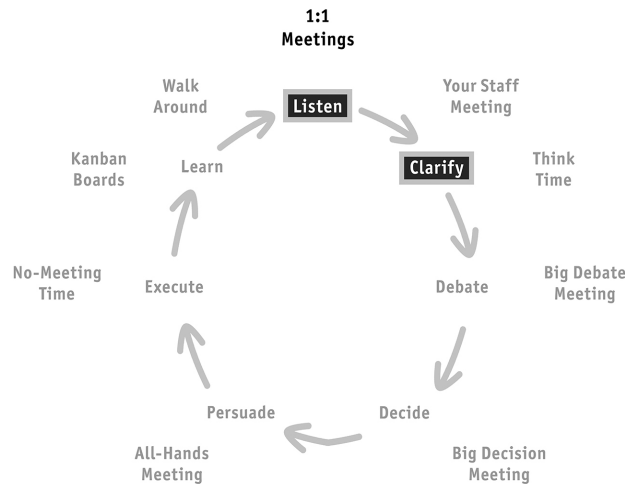 1:1
Meetings
Walk
Around
Listen
Your Staff
Meeting
Kanban
Boards
Learn
Clarify
Think
Time
No-Meeting
Time
Execute
Debate
Big Debate
Meeting
Persuade
Decide
All-Hands
Meeting
Big Decision
Meeting